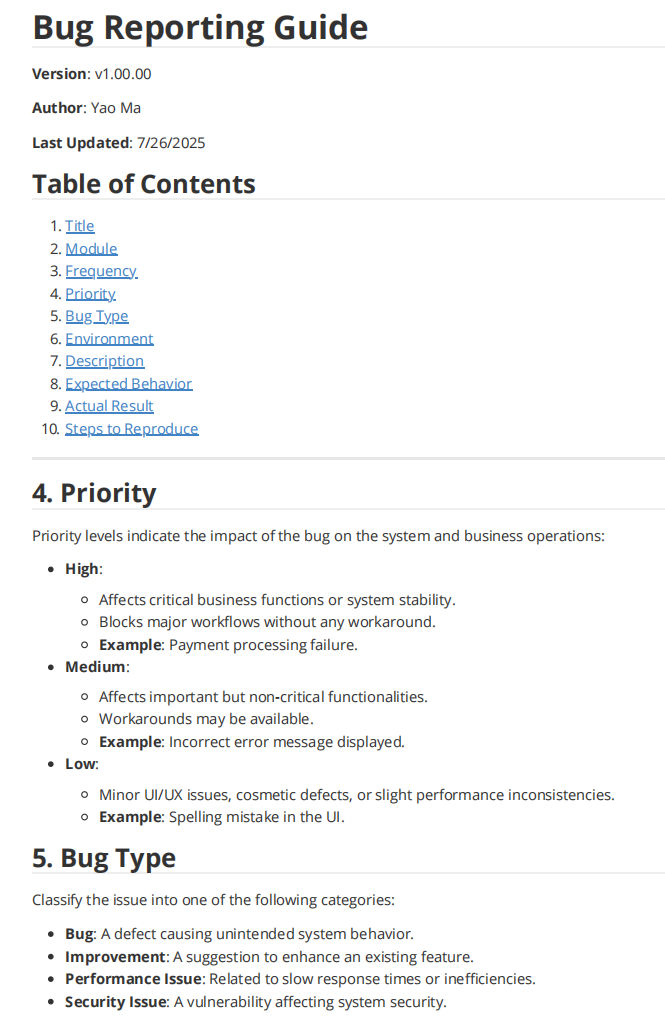 Bug Reporting Guide
Version: v1.00.00
Author: Yao Ma
Last Updated: 7/26/2025
Table of Contents
1. Title
2. Module
3. Frequency
4. Priority
5. Bug Type
6. Environment
7. Description
8. Expected Behavior
9. Actual Result
10. Steps to Reproduce
4. Priority
Priority levels indicate the impact of the bug on the system and business operations:
High:
Affects critical business functions or system stability.
Blocks major workflows without any workaround.
Example: Payment processing failure.
Medium:
Affects important but non-critical functionalities.
Workarounds may be available.
Example: Incorrect error message displayed.
Low:
Minor UI/UX issues, cosmetic defects, or slight performance inconsistencies.
Example: Spelling mistake in the UI.
5. Bug Type
Classify the issue into one of the following categories:
Bug: A defect causing unintended system behavior.
Improvement: A suggestion to enhance an existing feature.
Performance Issue: Related to slow response times or inefficiencies.
Security Issue: A vulnerability affecting system security.